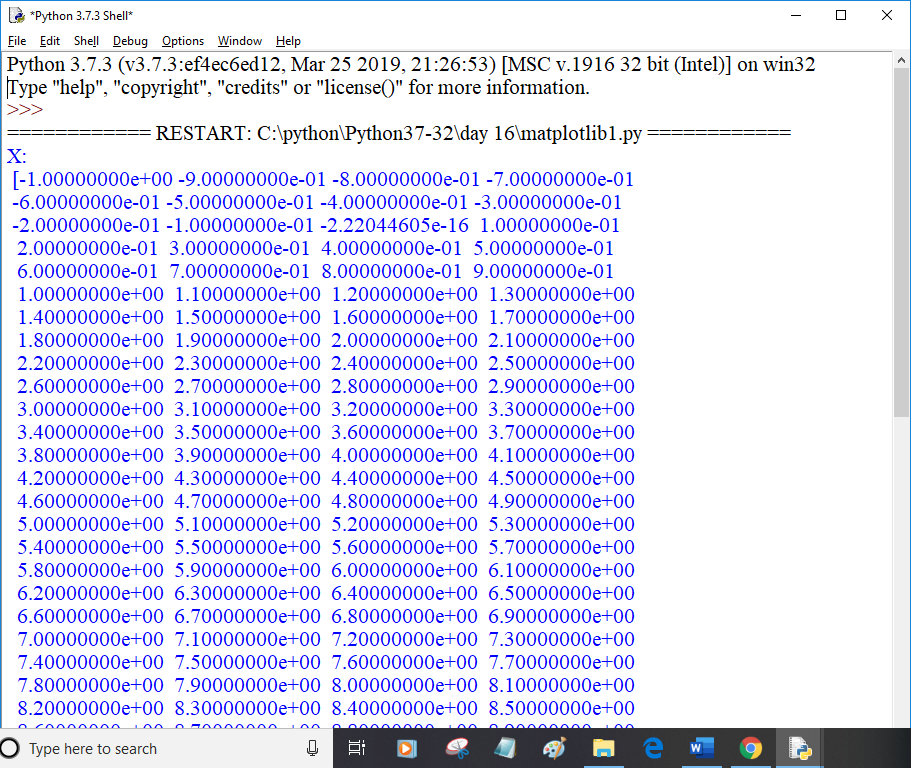 *Python 3.7.3 Shell*
File Edit Shell Debug Options Window Help
Python 3.7.3 (v3.7.3:ef4ec6ed12, Mar 25 2019, 21:26:53) [MSC v.1916 32 bit (Intel)] on win32
Type "help", "copyright", "credits" or "license()" for more information.
>>>
============ RESTART: C:\python\Python37-32\day 16\matplotlib1.py ============
X:
[-1.00000000e+00 -9.00000000e-01 -8.00000000e-01 -7.00000000e-01
-6.00000000e-01 -5.00000000e-01 -4.00000000e-01 -3.00000000e-01
-2.00000000e-01 -1.00000000e-01 -2.22044605e-16 1.00000000e-01
2.00000000e-01 3.00000000e-01 4.00000000e-01 5.00000000e-01
6.00000000e-01 7.00000000e-01 8.00000000e-01 9.00000000e-01
1.00000000e+00 1.10000000e+00 1.20000000e+00 1.30000000e+00
1.40000000e+00 1.50000000e+00 1.60000000e+00 1.70000000e+00
1.80000000e+00 1.90000000e+00 2.00000000e+00 2.10000000e+00
2.20000000e+00 2.30000000e+00 2.40000000e+00 2.50000000e+00
2.60000000e+00 2.70000000e+00 2.80000000e+00 2.90000000e+00
3.00000000e+00 3.10000000e+00 3.20000000e+00 3.30000000e+00
3.40000000e+00 3.50000000e+00 3.60000000e+00 3.70000000e+00
3.80000000e+00 3.90000000e+00 4.00000000e+00 4.10000000e+00
4.20000000e+00 4.30000000e+00 4.40000000e+00 4.50000000e+00
4.60000000e+00 4.70000000e+00 4.80000000e+00 4.90000000e+00
5.00000000e+00 5.10000000e+00 5.20000000e+00 5.30000000e+00
5.40000000e+00 5.50000000e+00 5.60000000e+00 5.70000000e+00
5.80000000e+00 5.90000000e+00 6.00000000e+00 6.10000000e+00
6.20000000e+00 6.30000000e+00 6.40000000e+00 6.50000000e+00
6.60000000e+00 6.70000000e+00 6.80000000e+00 6.90000000e+00
7.00000000e+00 7.10000000e+00 7.20000000e+00 7.30000000e+00
7.40000000e+00 7.50000000e+00 7.60000000e+00 7.70000000e+00
7.80000000e+00 7.90000000e+00 8.00000000e+00 8.10000000e+00
8.20000000e+00 8.30000000e+00 8.40000000e+00 8.50000000e+00
Type here to search